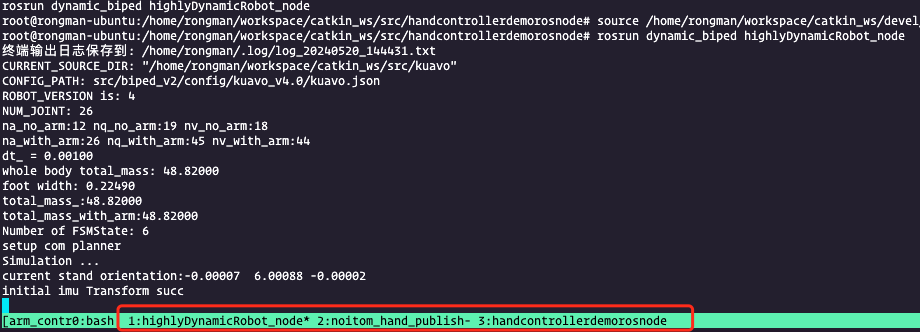 rosrun dynamic_biped highlyDynamicRobot_node
root@rongman-ubuntu:/home/rongman/workspace/catkin_ws/src/handcontrollerdemorosnode# source /home/rongman/workspace/catkin_ws/devel
root@rongman-ubuntu:/home/rongman/workspace/catkin_ws/src/handcontrollerdemorosnode# rosrun dynamic_biped highlyDynamicRobot_node
终端输出日志保存到: /home/rongman/.log/log_20240520_144431.txt
CURRENT_SOURCE_DIR: "/home/rongman/workspace/catkin_ws/src/kuavo"
CONFIG_PATH: src/biped_v2/config/kuavo_v4.0/kuavo.json
ROBOT_VERSION is: 4
NUM_JOINT: 26
na_no_arm:12 nq_no_arm:19 nv_no_arm:18
na_with_arm:26 nq_with_arm:45 nv_with_arm:44
dt_ = 0.00100
whole body total_mass: 48.82000
foot width: 0.22490
total_mass_:48.82000
total_mass_with_arm:48.82000
Number of FSMState: 6
setup com planner
Simulation ...
current stand orientation:-0.00007  6.00088 -0.00002
initial imu Transform succ
[arm_contr0:bash 1:highlyDynamicRobot_node* 2:noitom_hand_publish- 3:handcontrollerdemorosnode